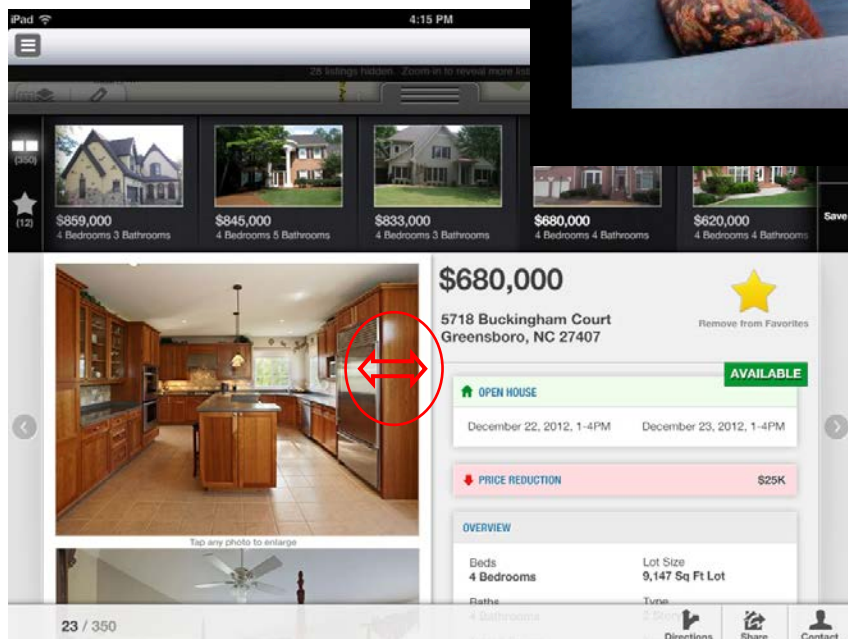 iPad
4:15 PM
28 listings hidden. Zoom-in to reveal more
(350)
(12)
$859,000
4 Bedrooms 3 Bathrooms
$845,000
4 Bedrooms 5 Bathrooms
$833,000
4 Bedrooms 3 Bathrooms
$680,000
4 Bedrooms 4 Bathrooms
$620,000
4 Bedrooms 4 Bathrooms
Save
$680,000
5718 Buckingham Court
Greensboro, NC 27407
Remove from Favorites
AVAILABLE
OPEN HOUSE
December 22, 2012, 1-4PM
December 23, 2012, 1-4PM
PRICE REDUCTION
$25K
OVERVIEW
Beds
4 Bedrooms
Lot Size
9,147 Sq Ft Lot
Baths
4 Bathrooms
Type
2 Story
Tap any photo to enlarge
23 / 350
Directions
Share
Contact